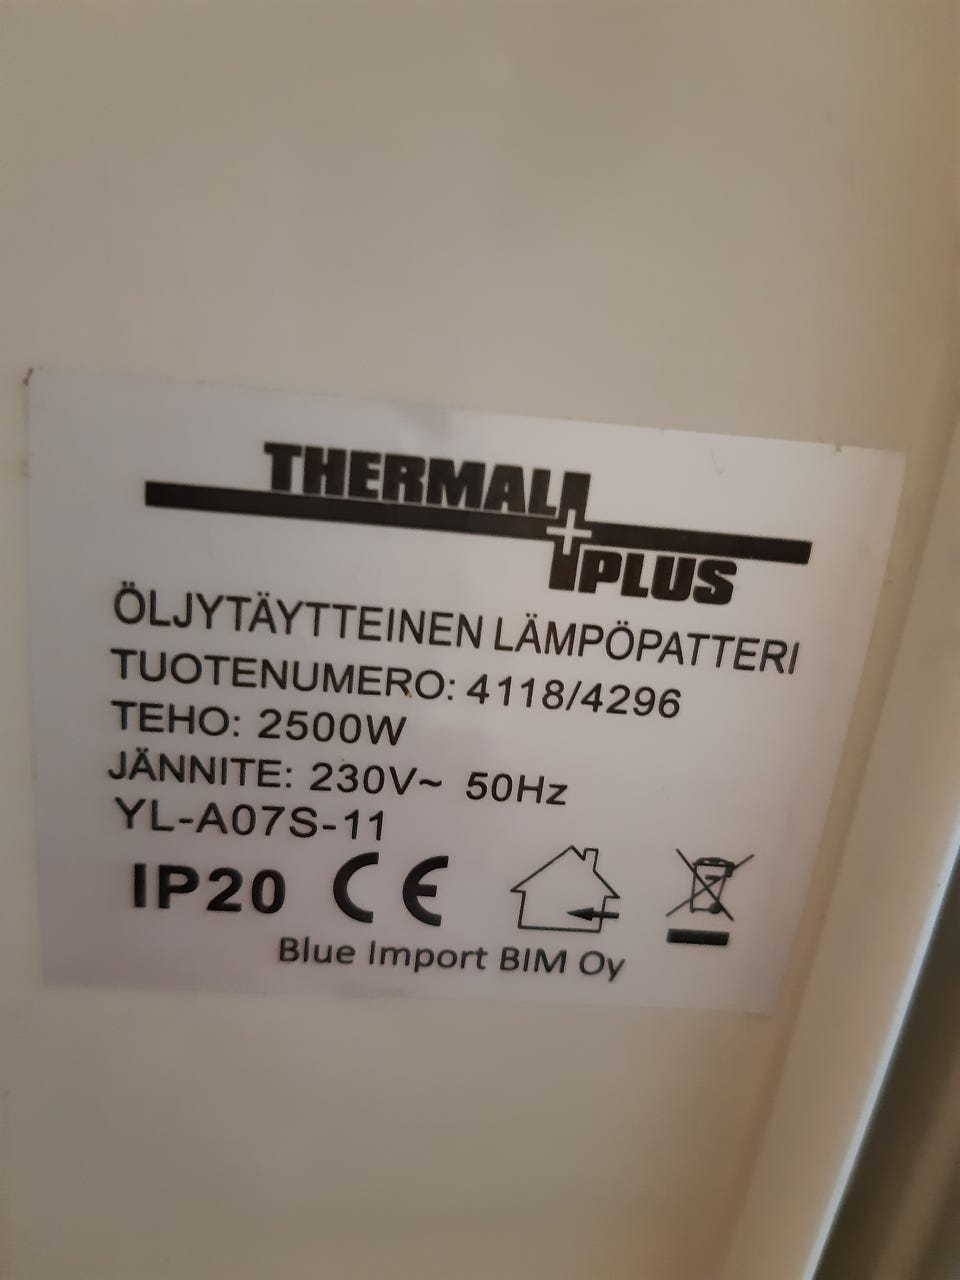 THERMAL
PLUS
ÖLJYTÄYTTEINEN LÄMPÖPATTERI
TUOTENUMERO: 4118/4296
TEHO: 2500W
JÄNNITE: 230V~ 50Hz
YL-A07S-11
IP20 CE
Blue Import BIM Oy